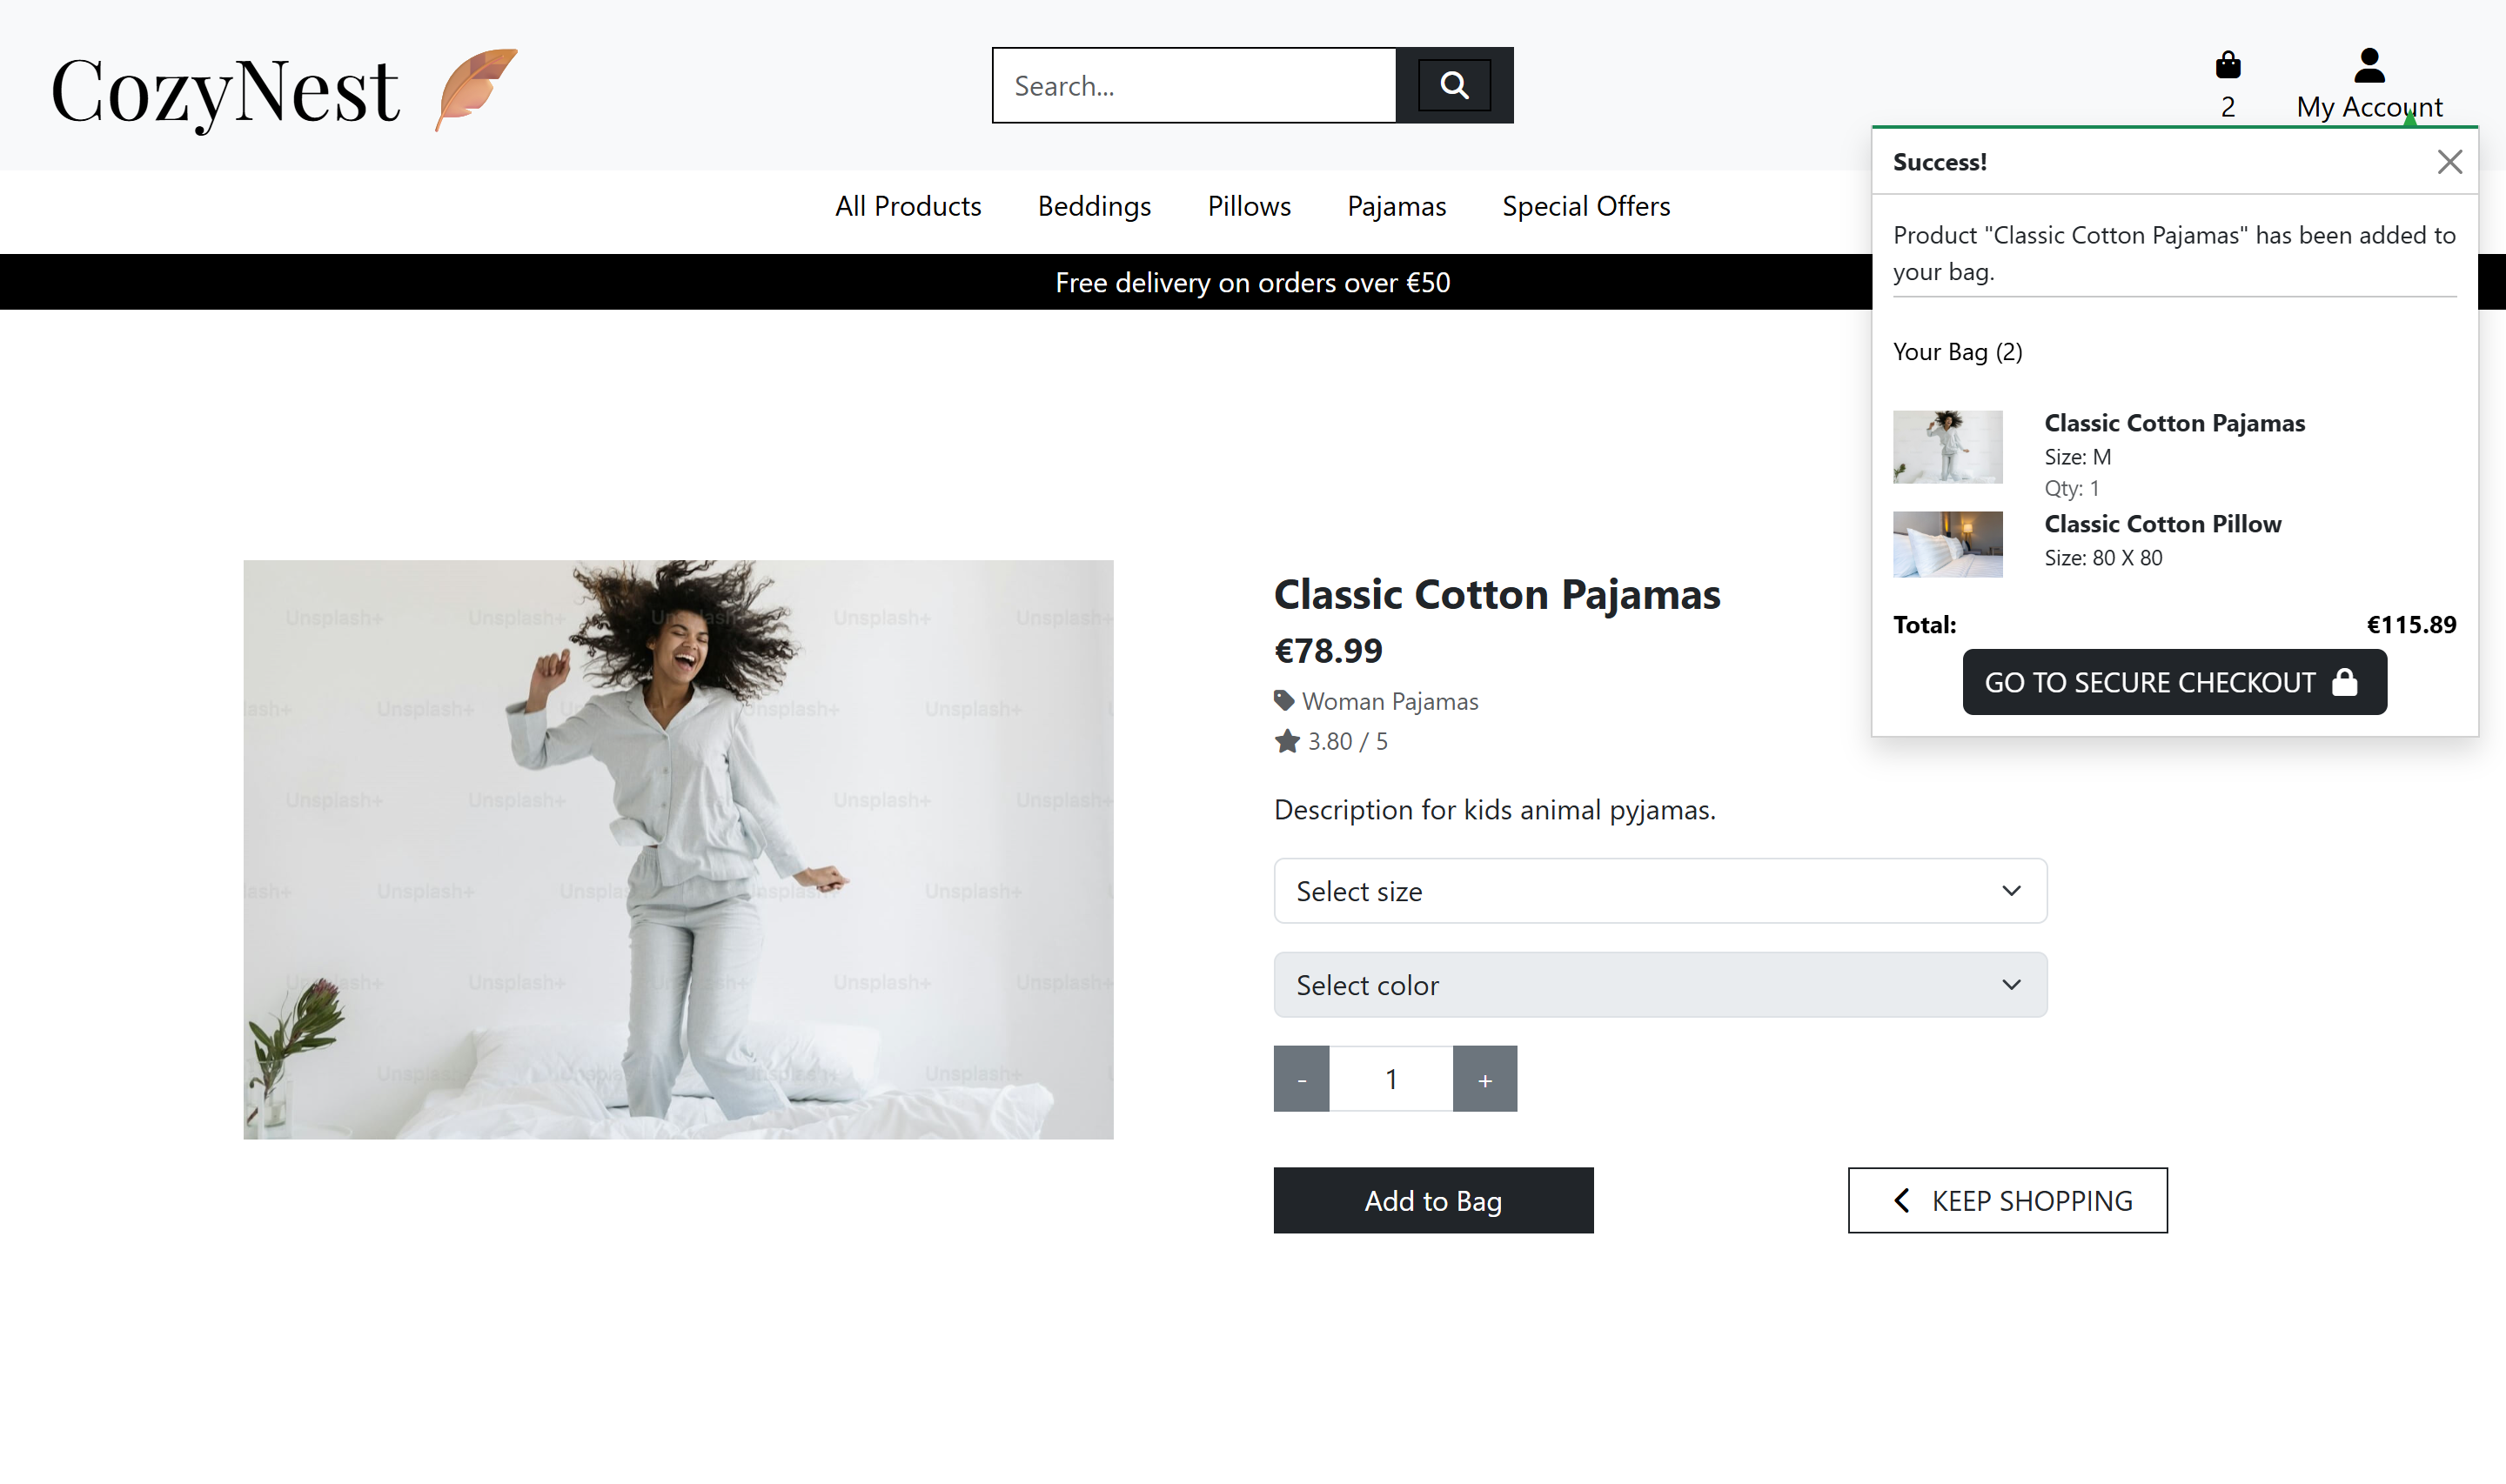 CozyNest
Search...
2
My Account
All Products
Beddings
Pillows
Pajamas
Special Offers
Free delivery on orders over €50
Success!
Product "Classic Cotton Pajamas" has been added to
your bag.
Your Bag (2)
Classic Cotton Pajamas
Size: M
Qty: 1
Classic Cotton Pillow
Size: 80 X 80
Total:
€115.89
GO TO SECURE CHECKOUT
Unsplash+
Classic Cotton Pajamas
€78.99
Woman Pajamas
3.80 / 5
Description for kids animal pyjamas.
Select size
Select color
-
1
+
Add to Bag
KEEP SHOPPING